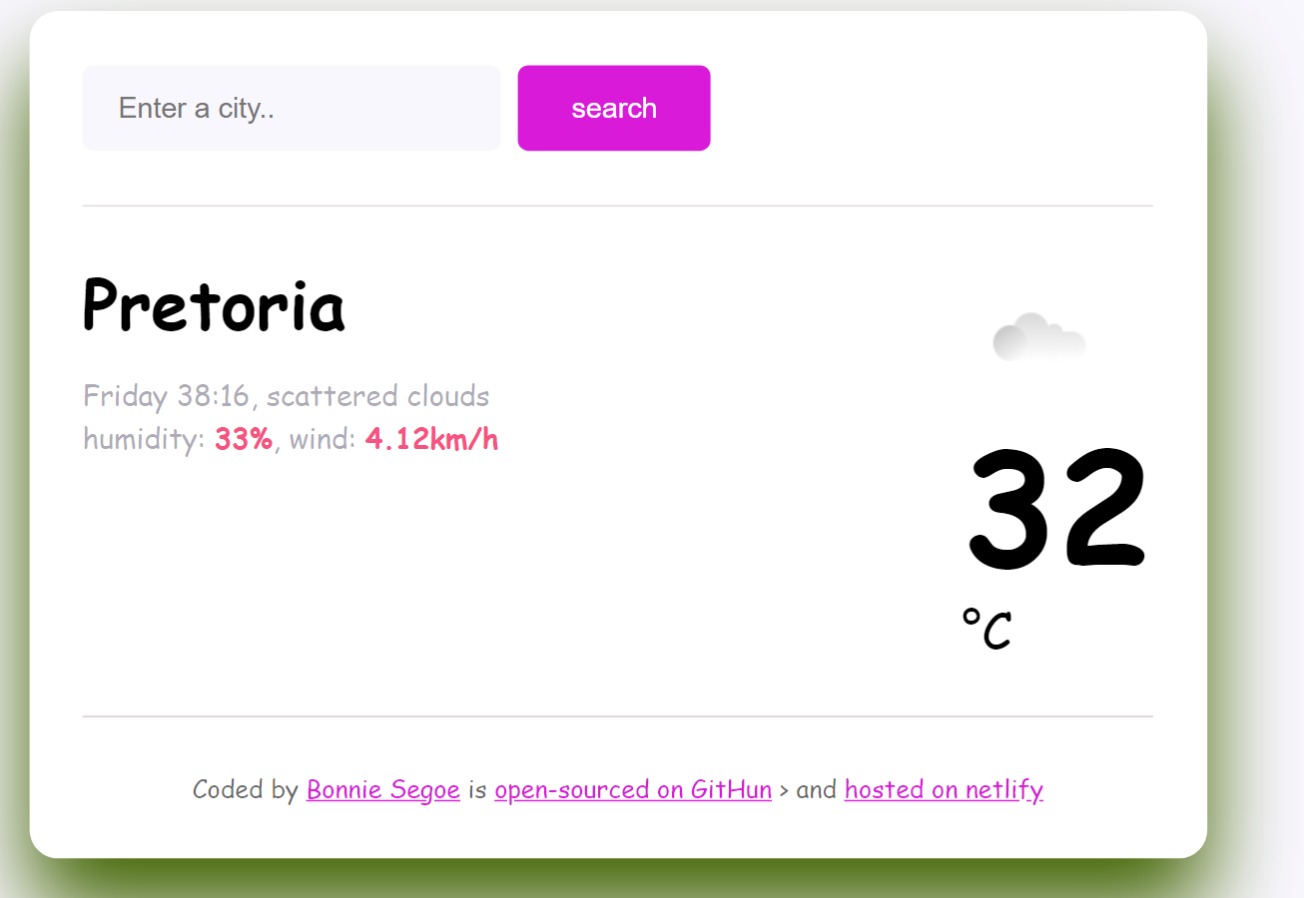 Enter a city..
search
Pretoria
Friday 38:16, scattered clouds
humidity: 33%, wind: 4.12km/h
32
°C
Coded by Bonnie Segoe is open-sourced on GitHun > and hosted on netlify